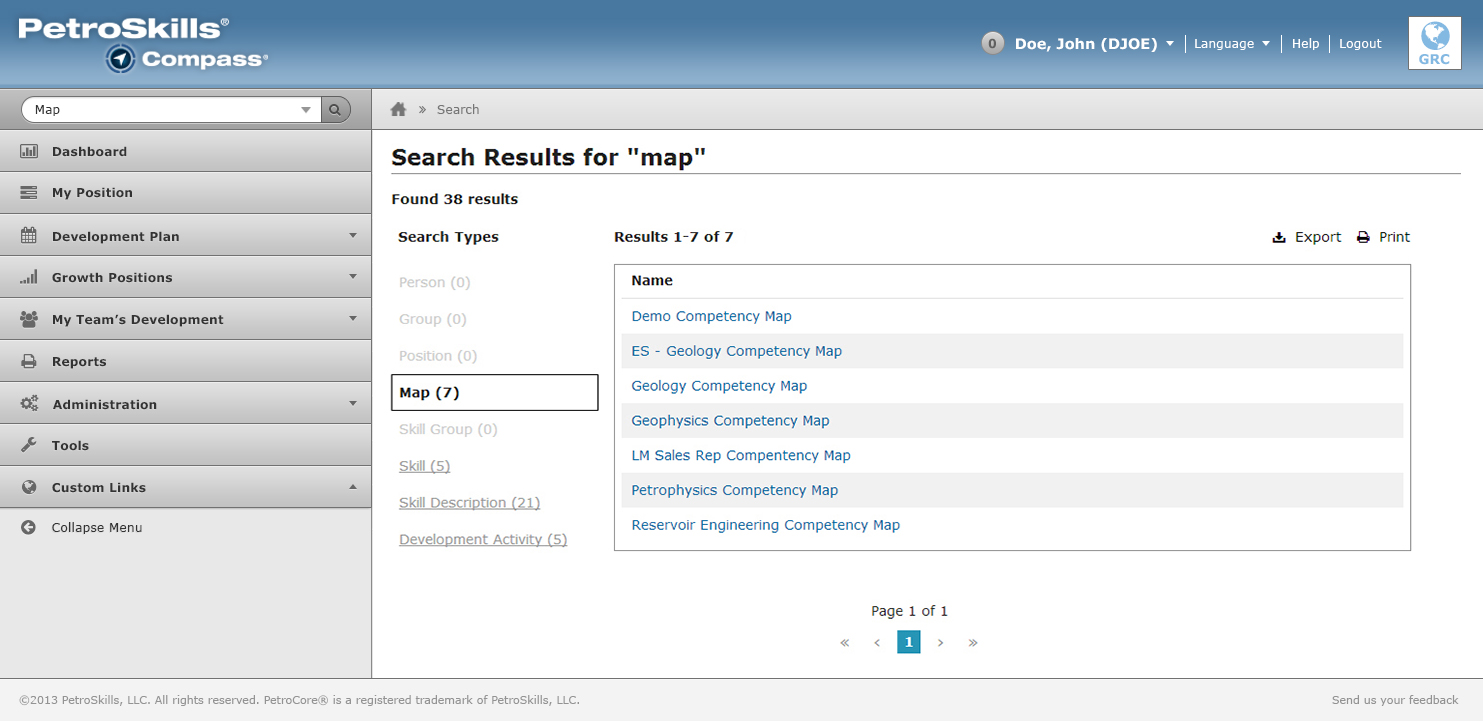 PetroSkills®
Compass®
0 Doe, John (DJOE) Language Help Logout
GRC
Map
» Search
Dashboard
My Position
Development Plan
Growth Positions
My Team's Development
Reports
Administration
Tools
Custom Links
Collapse Menu
Search Results for "map"
Found 38 results
Search Types
Person (0)
Group (0)
Position (0)
Map (7)
Skill Group (0)
Skill (5)
Skill Description (21)
Development Activity (5)
Results 1-7 of 7
Export Print
Name
Demo Competency Map
ES - Geology Competency Map
Geology Competency Map
Geophysics Competency Map
LM Sales Rep Compentency Map
Petrophysics Competency Map
Reservoir Engineering Competency Map
Page 1 of 1
« ‹ 1 › »
©2013 PetroSkills, LLC. All rights reserved. PetroCore® is a registered trademark of PetroSkills, LLC.
Send us your feedback